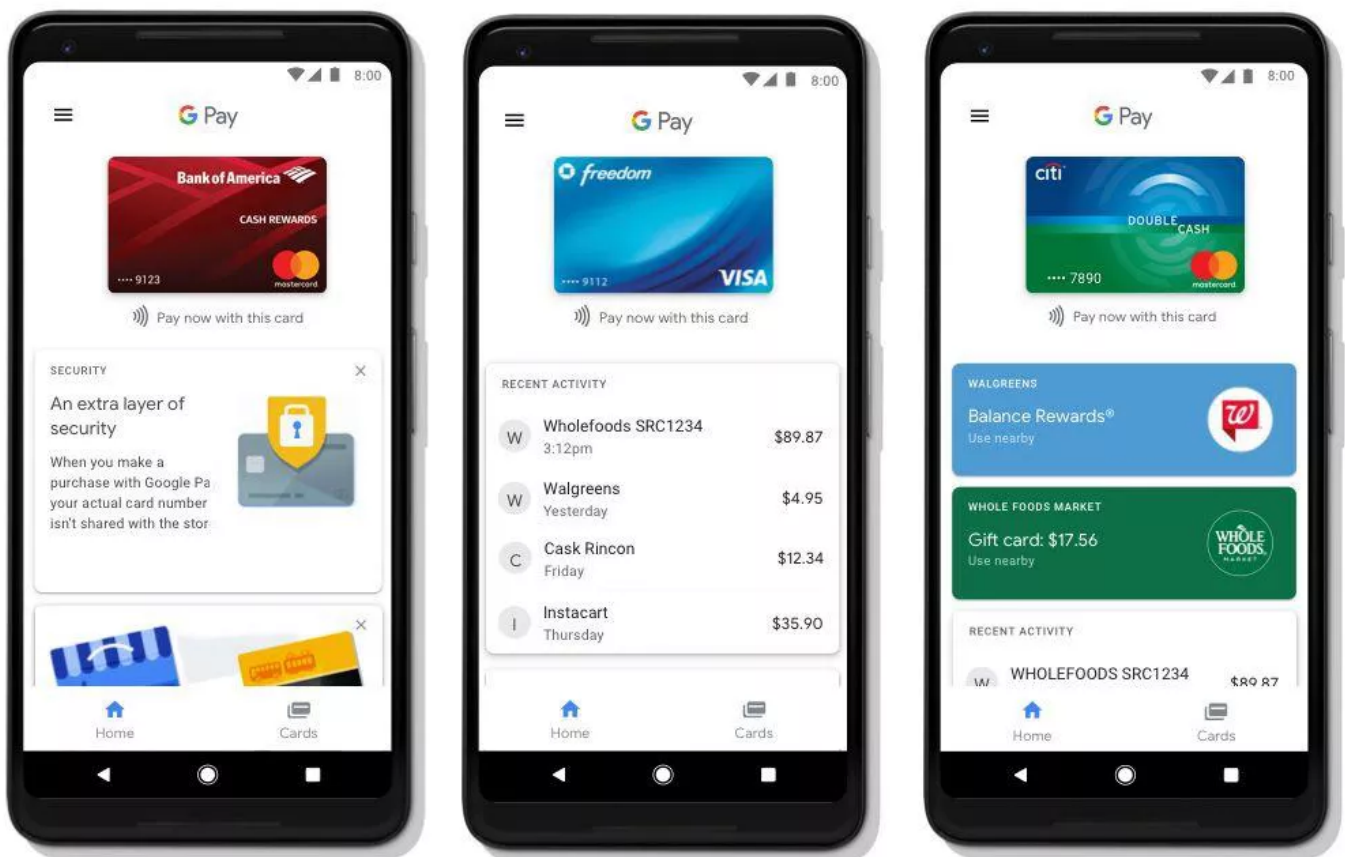 8:00
G Pay
Bank of America
CASH REWARDS
•••• 9123
mastercard
Pay now with this card
SECURITY
An extra layer of
security
When you make a
purchase with Google Pa
your actual card number
isn't shared with the stor
Home
Cards
8:00
G Pay
freedom
•••• 9112
VISA
Pay now with this card
RECENT ACTIVITY
W
Wholefoods SRC1234
$89.87
3:12pm
W
Walgreens
$4.95
Yesterday
C
Cask Rincon
$12.34
Friday
I
Instacart
$35.90
Thursday
Home
Cards
8:00
G Pay
citi
DOUBLE
CASH
•••• 7890
mastercard
Pay now with this card
WALGREENS
Balance Rewards®
Use nearby
W
WHOLE FOODS MARKET
Gift card: $17.56
Use nearby
WHOLE
FOODS
MARKET
RECENT ACTIVITY
W
WHOLEFOODS SRC1234
$89.87
Home
Cards